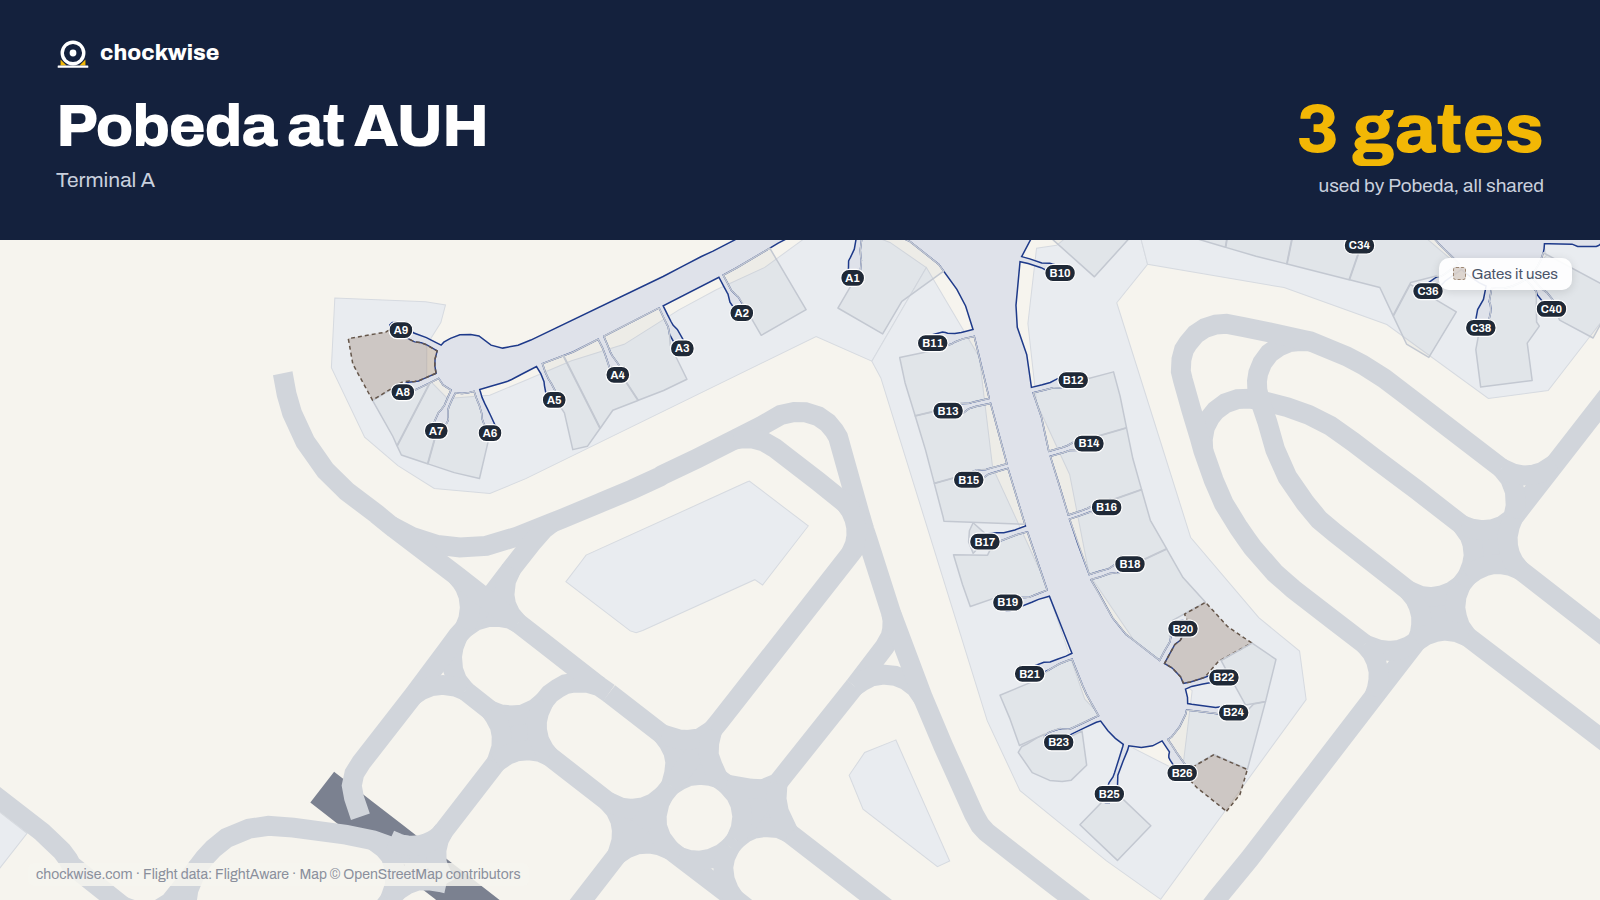 chockwise
Pobeda at AUH
Terminal A
3 gates
used by Pobeda, all shared
Gates it uses
C34
A1
B10
C36
C40
A2
C38
A9
B11
A3
A4
B12
A8
A5
B13
A7
A6
B14
B15
B16
B17
B18
B19
B20
B21
B22
B24
B23
B26
B25
chockwise.com · Flight data: FlightAware · Map © OpenStreetMap contributors